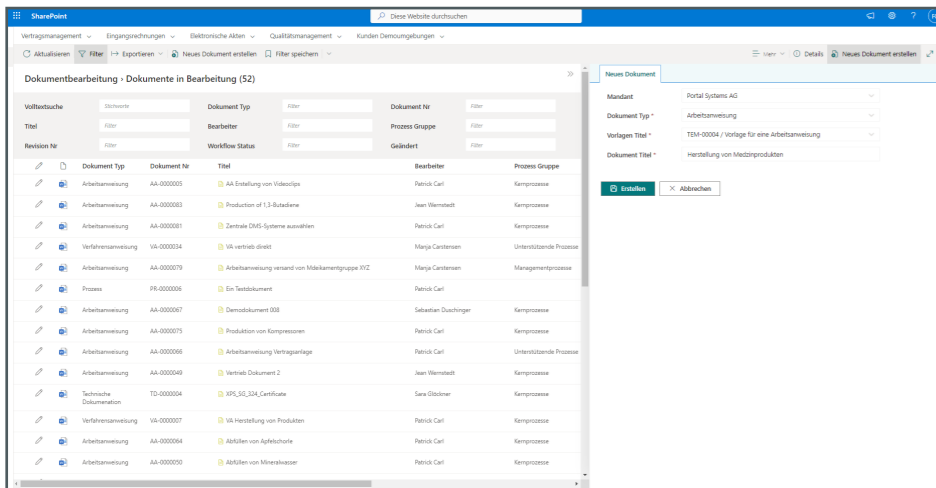 SharePoint
Diese Website durchsuchen
Vertragsmanagement Eingangsrechnungen Elektronische Akten Qualitätsmanagement Kunden Demoumgebungen
Aktualisieren Filter Exportieren Neues Dokument erstellen Filter speichern Mehr Details Neues Dokument erstellen
Dokumentbearbeitung › Dokumente in Bearbeitung (52)
Volltextsuche Stichworte Dokument Typ Filter Dokument Nr Filter
Titel Filter Bearbeiter Filter Prozess Gruppe Filter
Revision Nr Filter Workflow Status Filter Geändert Filter
Dokument Typ Dokument Nr Titel Bearbeiter Prozess Gruppe
Arbeitsanweisung AA-0000005 AA Erstellung von Videoclips Patrick Carl Kernprozesse
Arbeitsanweisung AA-0000083 Production of 1,3-Butadiene Jean Wernstedt Kernprozesse
Arbeitsanweisung AA-0000081 Zentrale DMS-Systeme auswählen Patrick Carl Kernprozesse
Verfahrensanweisung VA-0000034 VA vertrieb direkt Manja Carstensen Unterstützende Prozesse
Arbeitsanweisung AA-0000079 Arbeitsanweisung versand von Mdeikamentgruppe XYZ Manja Carstensen Managementprozesse
Prozess PR-0000006 Ein Testdokument Patrick Carl
Arbeitsanweisung AA-0000067 Demodokument 008 Sebastian Duschinger Kernprozesse
Arbeitsanweisung AA-0000075 Produktion von Kompressoren Patrick Carl Kernprozesse
Arbeitsanweisung AA-0000066 Arbeitsanweisung Vertragsanlage Patrick Carl Unterstützende Prozesse
Arbeitsanweisung AA-0000049 Vertrieb Dokument 2 Jean Wernstedt Kernprozesse
Technische Dokumenation TD-0000004 XPS_SG_324_Certificate Sara Glöckner Kernprozesse
Verfahrensanweisung VA-0000007 VA Herstellung von Produkten Patrick Carl Kernprozesse
Arbeitsanweisung AA-0000064 Abfüllen von Apfelschorle Patrick Carl Kernprozesse
Arbeitsanweisung AA-0000050 Abfüllen von Mineralwasser Patrick Carl Kernprozesse
Neues Dokument
Mandant Portal Systems AG
Dokument Typ * Arbeitsanweisung
Vorlagen Titel * TEM-00004 / Vorlage für eine Arbeitsanweisung
Dokument Titel * Herstellung von Medzinprodukten
Erstellen Abbrechen